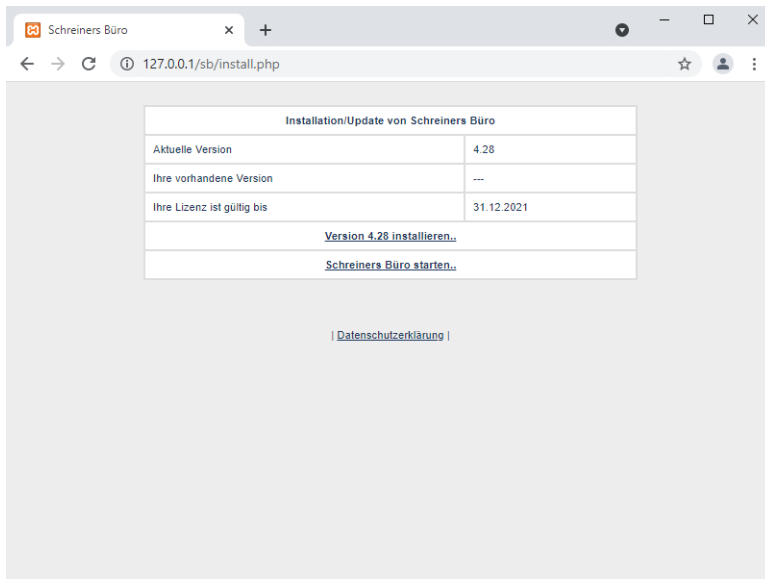 Schreiners Büro
127.0.0.1/sb/install.php
Installation/Update von Schreiners Büro
Aktuelle Version 4.28
Ihre vorhandene Version ---
Ihre Lizenz ist gültig bis 31.12.2021
Version 4.28 installieren..
Schreiners Büro starten..
| Datenschutzerklärung |